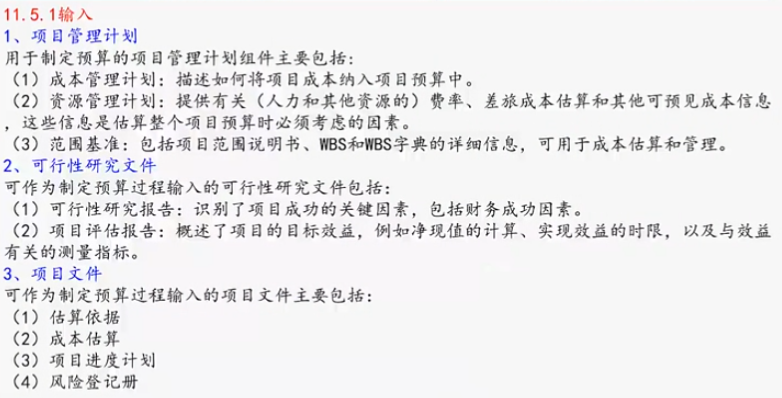 11.5.1输入
1、项目管理计划
用于制定预算的项目管理计划组件主要包括：
（1）成本管理计划：描述如何将项目成本纳入项目预算中。
（2）资源管理计划：提供有关（人力和其他资源的）费率、差旅成本估算和其他可预见成本信息
，这些信息是估算整个项目预算时必须考虑的因素。
（3）范围基准：包括项目范围说明书、WBS和WBS字典的详细信息，可用于成本估算和管理。
2、可行性研究文件
可作为制定预算过程输入的可行性研究文件包括：
（1）可行性研究报告：识别了项目成功的关键因素，包括财务成功因素。
（2）项目评估报告：概述了项目的目标效益，例如净现值的计算、实现效益的时限，以及与效益
有关的测量指标。
3、项目文件
可作为制定预算过程输入的项目文件主要包括：
（1）估算依据
（2）成本估算
（3）项目进度计划
（4）风险登记册